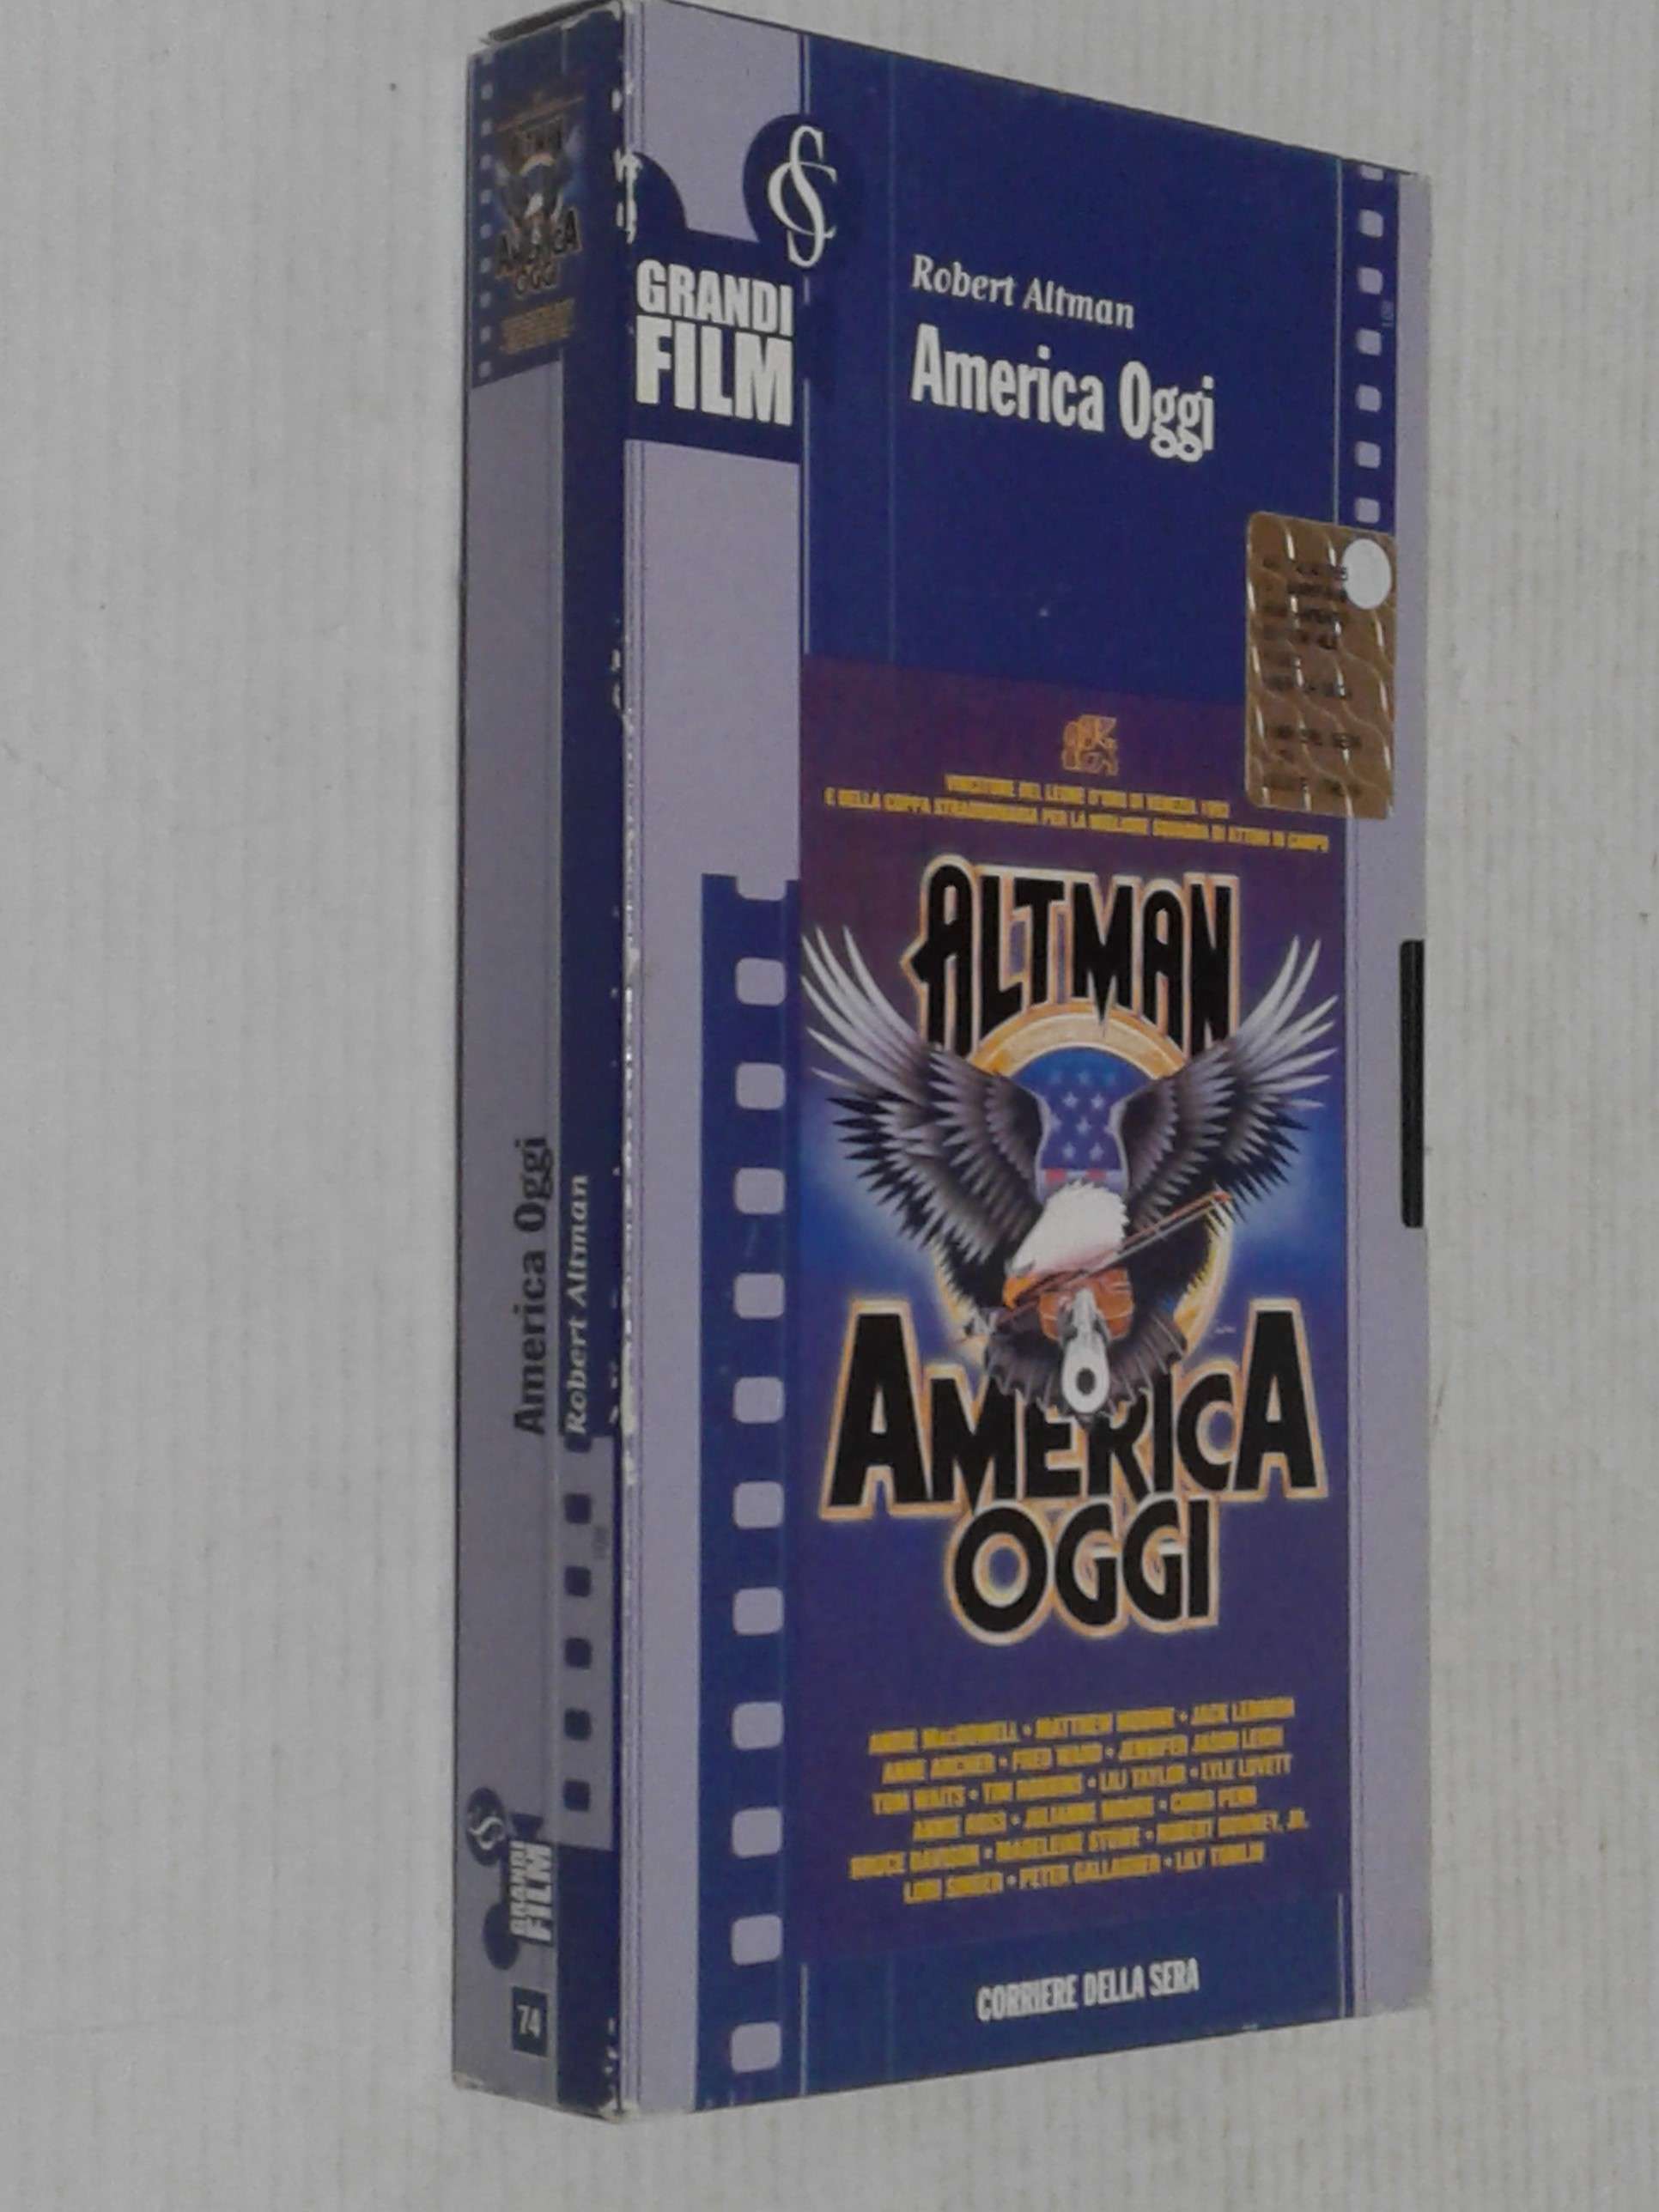 GRANDI
FILM
Robert Altman
America Oggi
VINCITORE DEL LEONE D'ORO DI VENEZIA
E DELLA COPPA STRAORDINARIA PER LA MIGLIORE SQUADRA DI ATTORI IN CAMPO
ALTMAN
AMERICA
OGGI
ANDIE MacDOWELL • MATTHEW MODINE • JACK LEMMON
ANNE ARCHER • FRED WARD • JENNIFER JASON LEIGH
TOM WAITS • TIM ROBBINS • LILI TAYLOR • LYLE LOVETT
ANNIE ROSS • JULIANNE MOORE • CHRIS PENN
BRUCE DAVISON • MADELEINE STOWE • ROBERT DOWNEY, JR.
LORI SINGER • PETER GALLAGHER • LILY TOMLIN
CORRIERE DELLA SERA
AMERICA
OGGI
America Oggi
Robert Altman
GRANDI
FILM
74